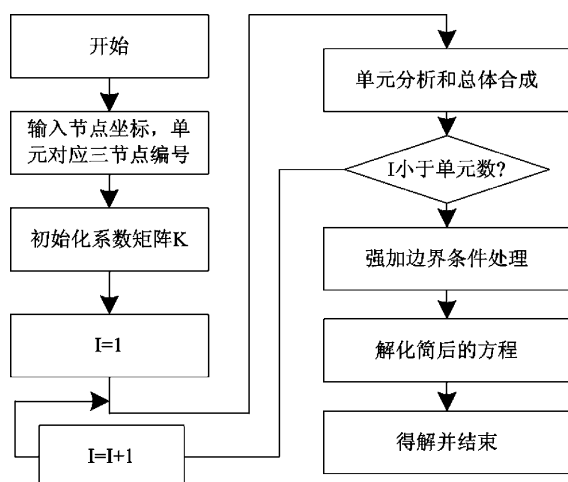 开始
输入节点坐标，单
元对应三节点编号
初始化系数矩阵K
I=1
I=I+1
单元分析和总体合成
I小于单元数?
强加边界条件处理
解化简后的方程
得解并结束